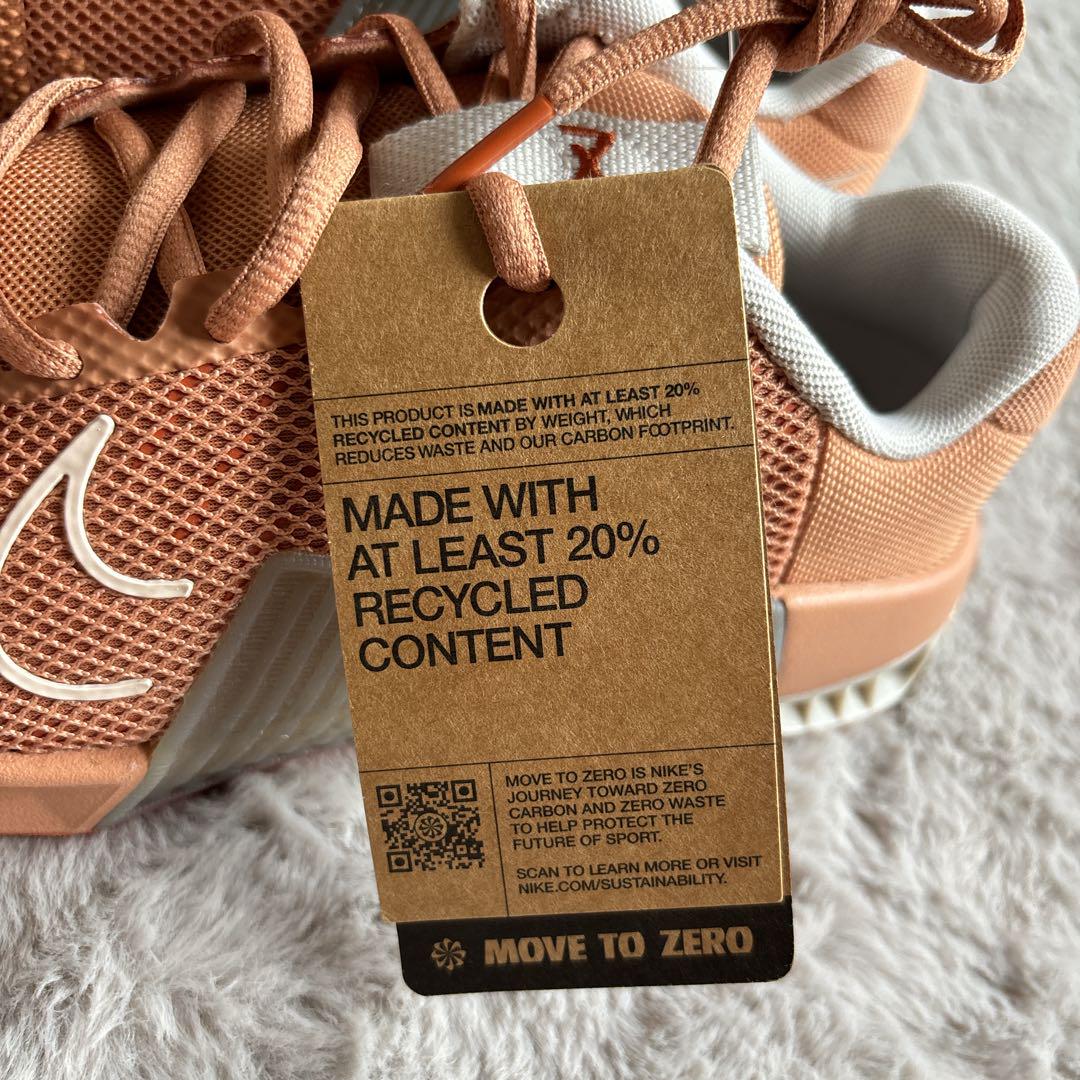 THIS PRODUCT IS MADE WITH AT LEAST 20%
RECYCLED CONTENT BY WEIGHT, WHICH
REDUCES WASTE AND OUR CARBON FOOTPRINT.
MADE WITH
AT LEAST 20%
RECYCLED
CONTENT
MOVE TO ZERO IS NIKE'S
JOURNEY TOWARD ZERO
CARBON AND ZERO WASTE
TO HELP PROTECT THE
FUTURE OF SPORT.
SCAN TO LEARN MORE OR VISIT
NIKE.COM/SUSTAINABILITY.
MOVE TO ZERO